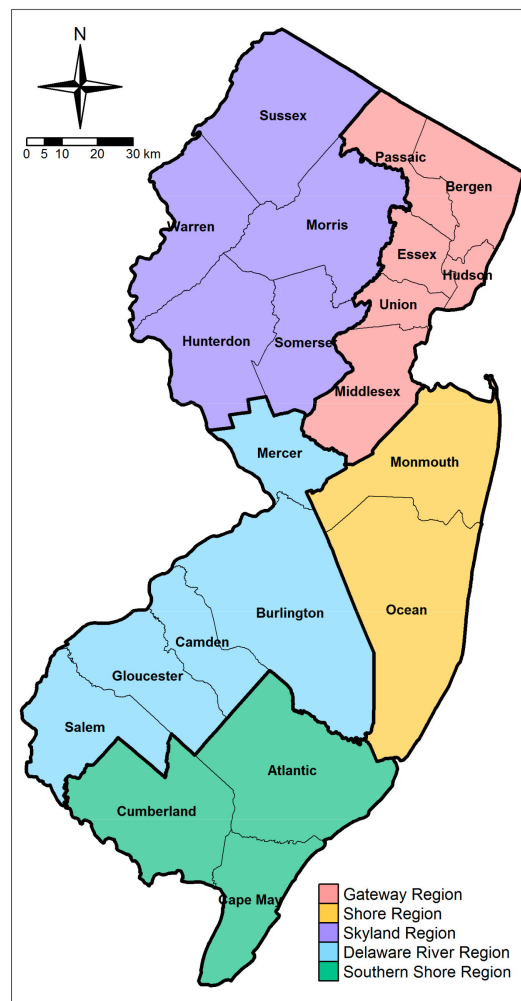 N
0 5 10 20 30 km
Sussex
Passaic
Bergen
Warren
Morris
Essex
Hudson
Union
Hunterdon
Somerse
Middlesex
Mercer
Monmouth
Burlington
Ocean
Camden
Gloucester
Salem
Atlantic
Cumberland
Cape May
Gateway Region
Shore Region
Skyland Region
Delaware River Region
Southern Shore Region